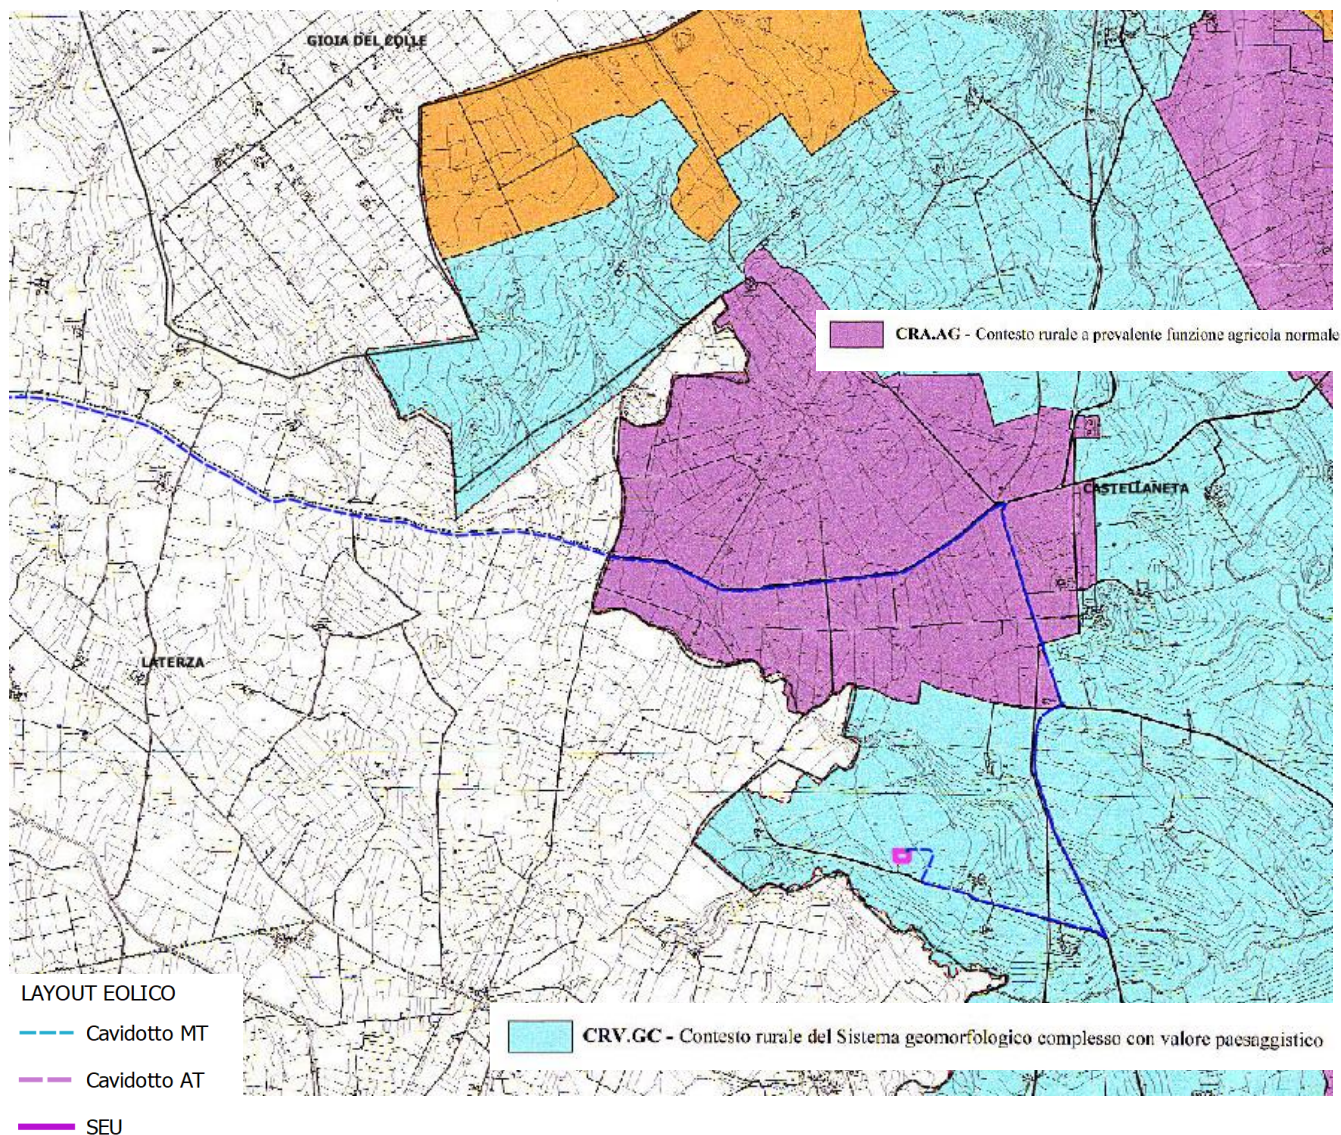 GIOIA DEL COLLE
CRA.AG - Contesto rurale a prevalente funzione agricola normale
CASTELLANETA
LATERZA
LAYOUT EOLICO
Cavidotto MT
Cavidotto AT
SEU
CRV.GC - Contesto rurale del Sistema geomorfologico complesso con valore paesaggistico